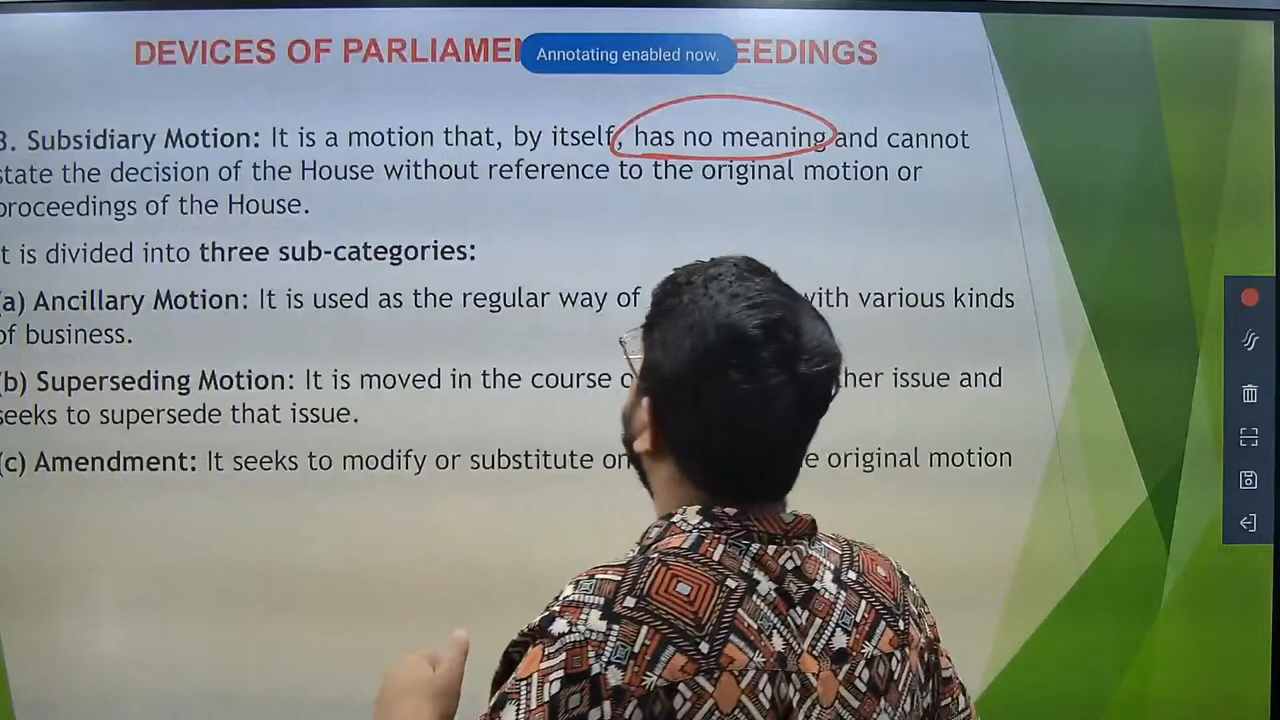 DEVICES OF Annotating enabled now. EEDINGS
. Subsidiary Motion: It is a motion that, by itself, has no meaning and cannot
state the decision of the House without reference to the original motion or
proceedings of the House.
t is divided into three sub-categories:
(a) Ancillary Motion: It is used as the regular way of with various kinds
of business.
(b) Superseding Motion: It is moved in the course issue and
seeks to supersede that issue.
(c) Amendment: It seeks to modify or substitute original motion